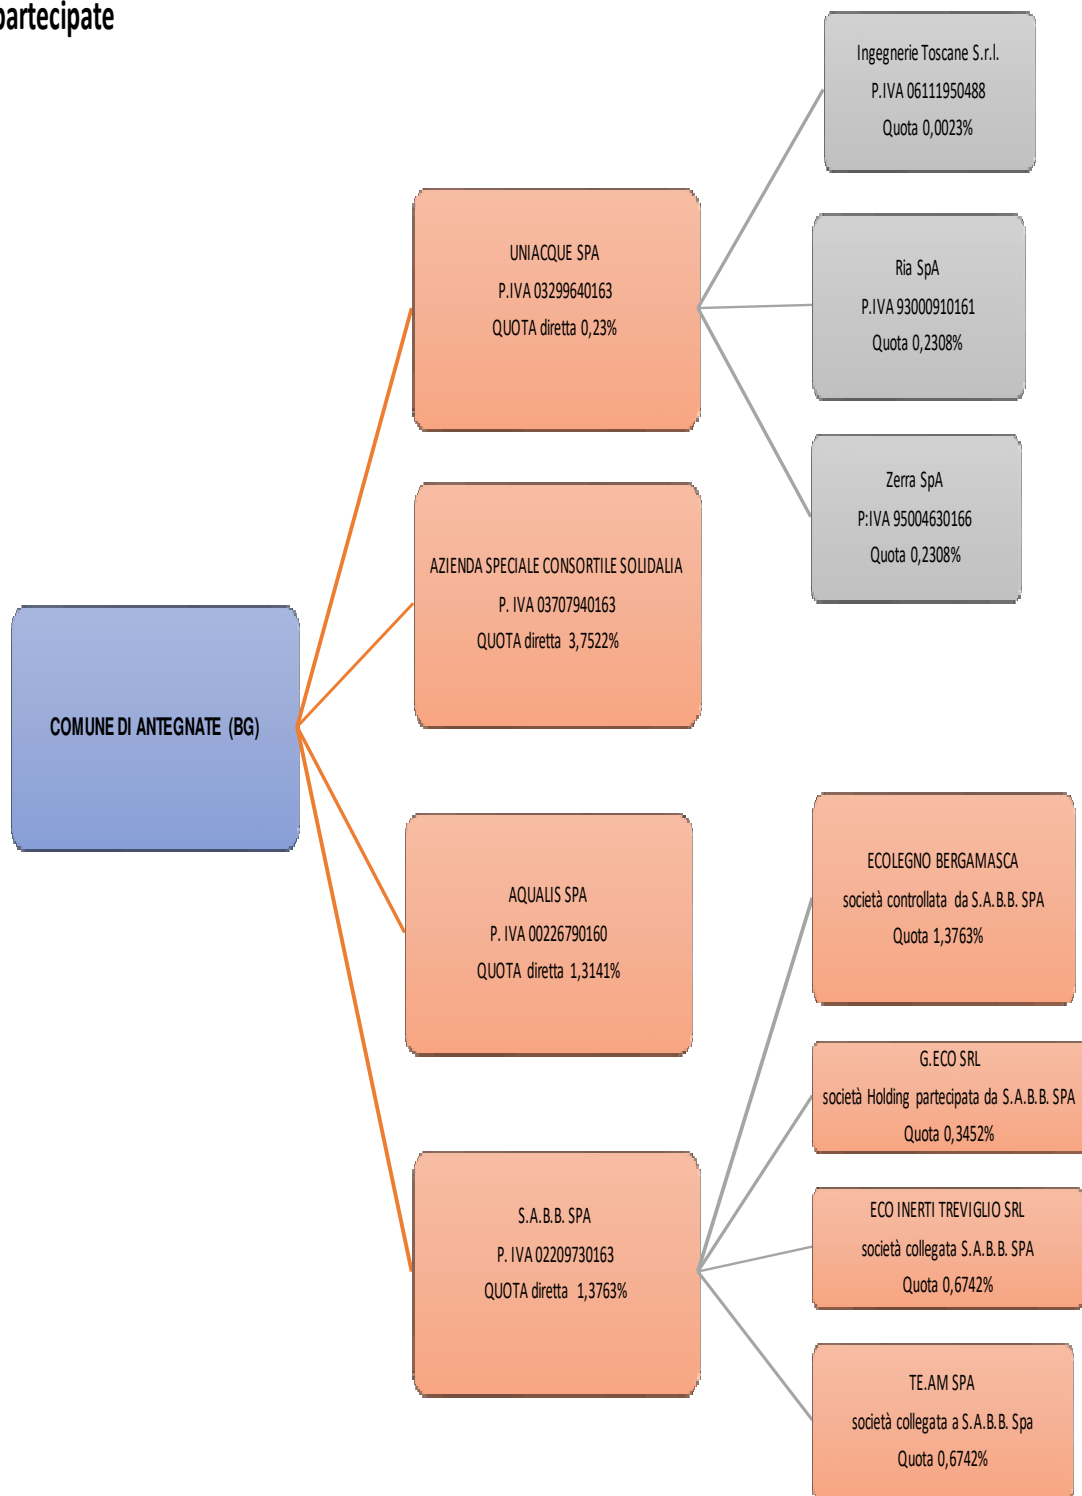 partecipate
Ingegnerie Toscane S.r.l.
P.IVA 06111950488
Quota 0,0023%
UNIACQUE SPA
P.IVA 03299640163
QUOTA diretta 0,23%
Ria SpA
P.IVA 93000910161
Quota 0,2308%
Zerra SpA
P:IVA 95004630166
Quota 0,2308%
AZIENDA SPECIALE CONSORTILE SOLIDALIA
P. IVA 03707940163
QUOTA diretta 3,7522%
COMUNE DI ANTEGNATE (BG)
AQUALIS SPA
P. IVA 00226790160
QUOTA diretta 1,3141%
ECOLEGNO BERGAMASCA
società controllata da S.A.B.B. SPA
Quota 1,3763%
G.ECO SRL
società Holding partecipata da S.A.B.B. SPA
Quota 0,3452%
S.A.B.B. SPA
P. IVA 02209730163
QUOTA diretta 1,3763%
ECO INERTI TREVIGLIO SRL
società collegata S.A.B.B. SPA
Quota 0,6742%
TE.AM SPA
società collegata a S.A.B.B. Spa
Quota 0,6742%